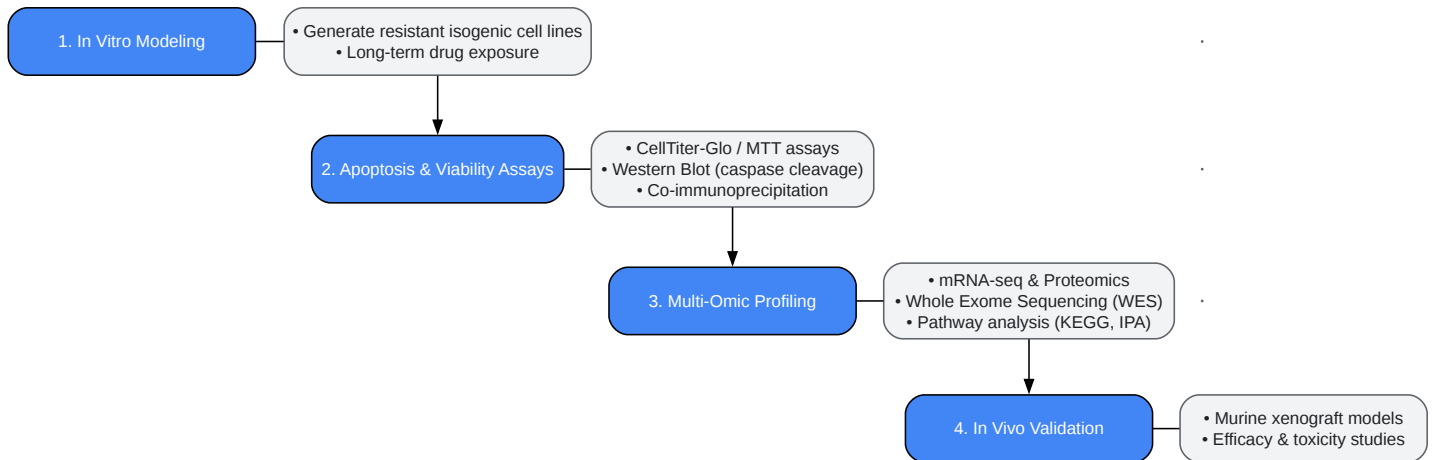 1. In Vitro Modeling
• Generate resistant isogenic cell lines
• Long-term drug exposure
2. Apoptosis & Viability Assays
• CellTiter-Glo / MTT assays
• Western Blot (caspase cleavage)
• Co-immunoprecipitation
3. Multi-Omic Profiling
• mRNA-seq & Proteomics
• Whole Exome Sequencing (WES)
• Pathway analysis (KEGG, IPA)
4. In Vivo Validation
• Murine xenograft models
• Efficacy & toxicity studies